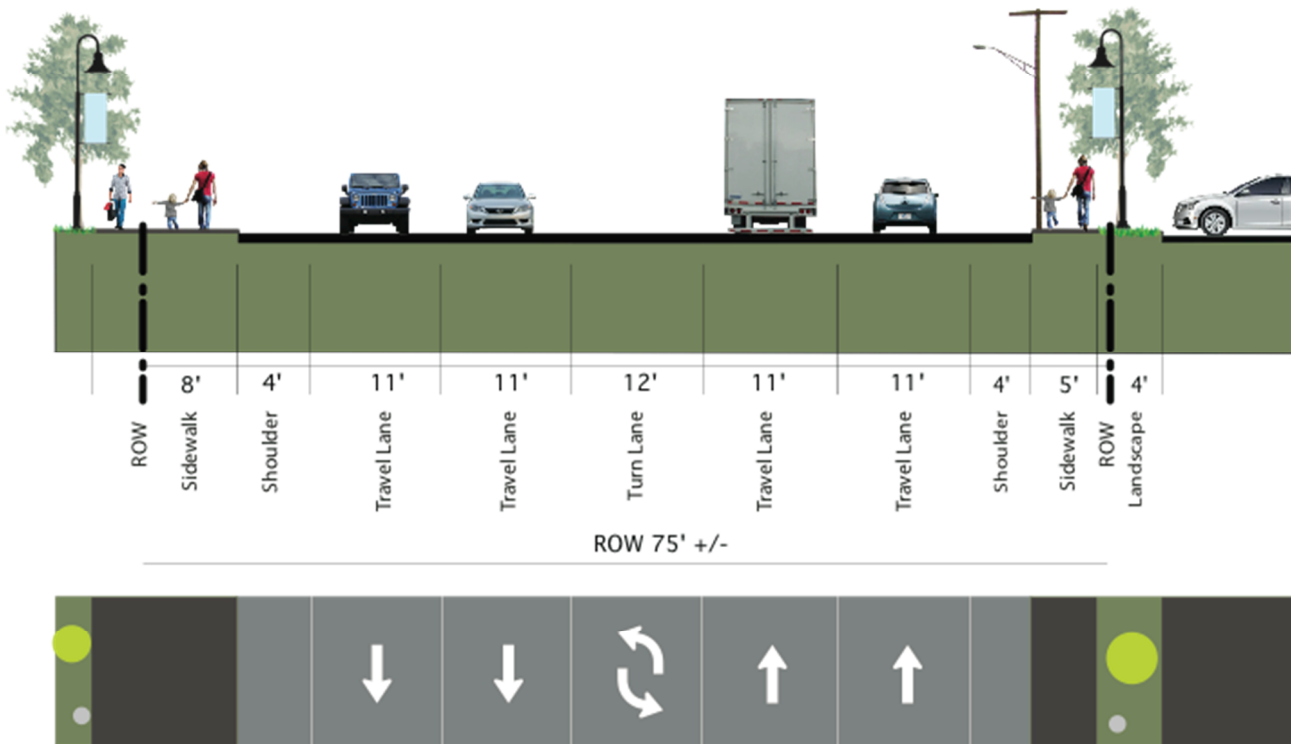 8' 4' 11' 11' 12' 11' 11' 4' 5' 4'
ROW
Sidewalk
Shoulder
Travel Lane
Travel Lane
Turn Lane
Travel Lane
Travel Lane
Shoulder
Sidewalk
ROW
Landscape
ROW 75' +/-